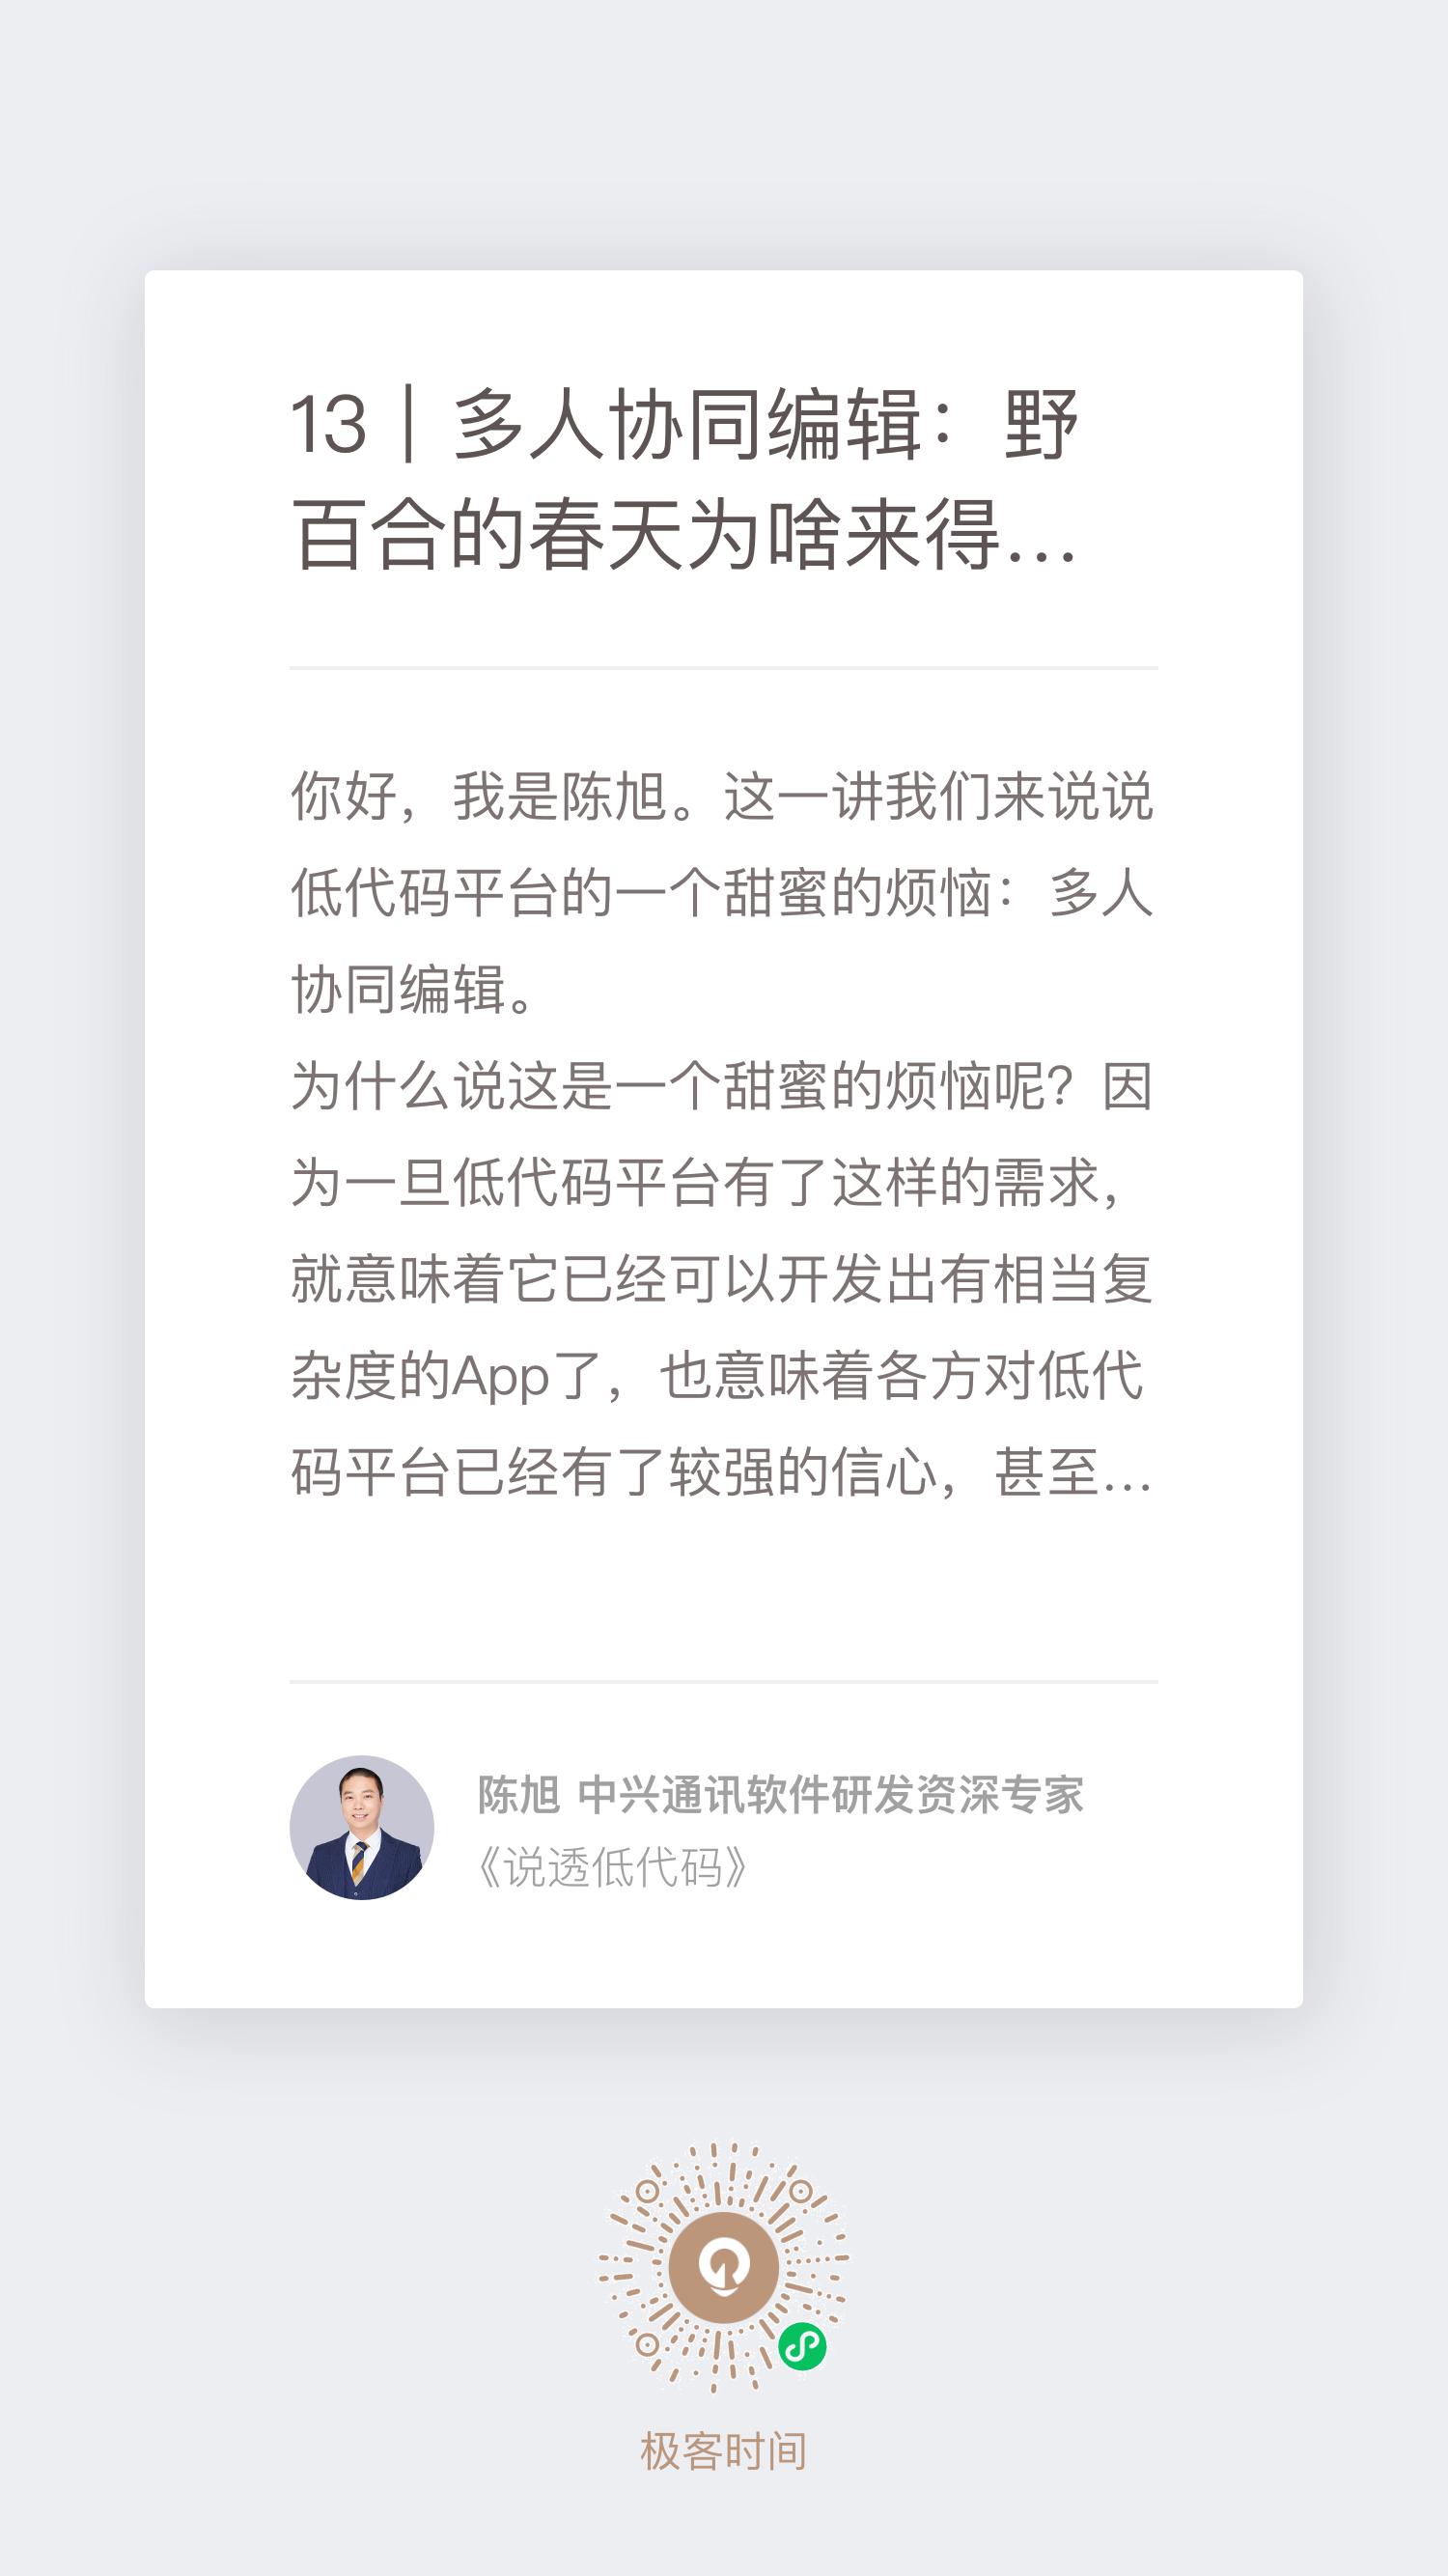 13｜多人协同编辑：野
百合的春天为啥来得…
你好，我是陈旭。这一讲我们来说说
低代码平台的一个甜蜜的烦恼：多人
协同编辑。
为什么说这是一个甜蜜的烦恼呢？因
为一旦低代码平台有了这样的需求，
就意味着它已经可以开发出有相当复
杂度的App了，也意味着各方对低代
码平台已经有了较强的信心，甚至…
陈旭 中兴通讯软件研发资深专家
《说透低代码》
极客时间